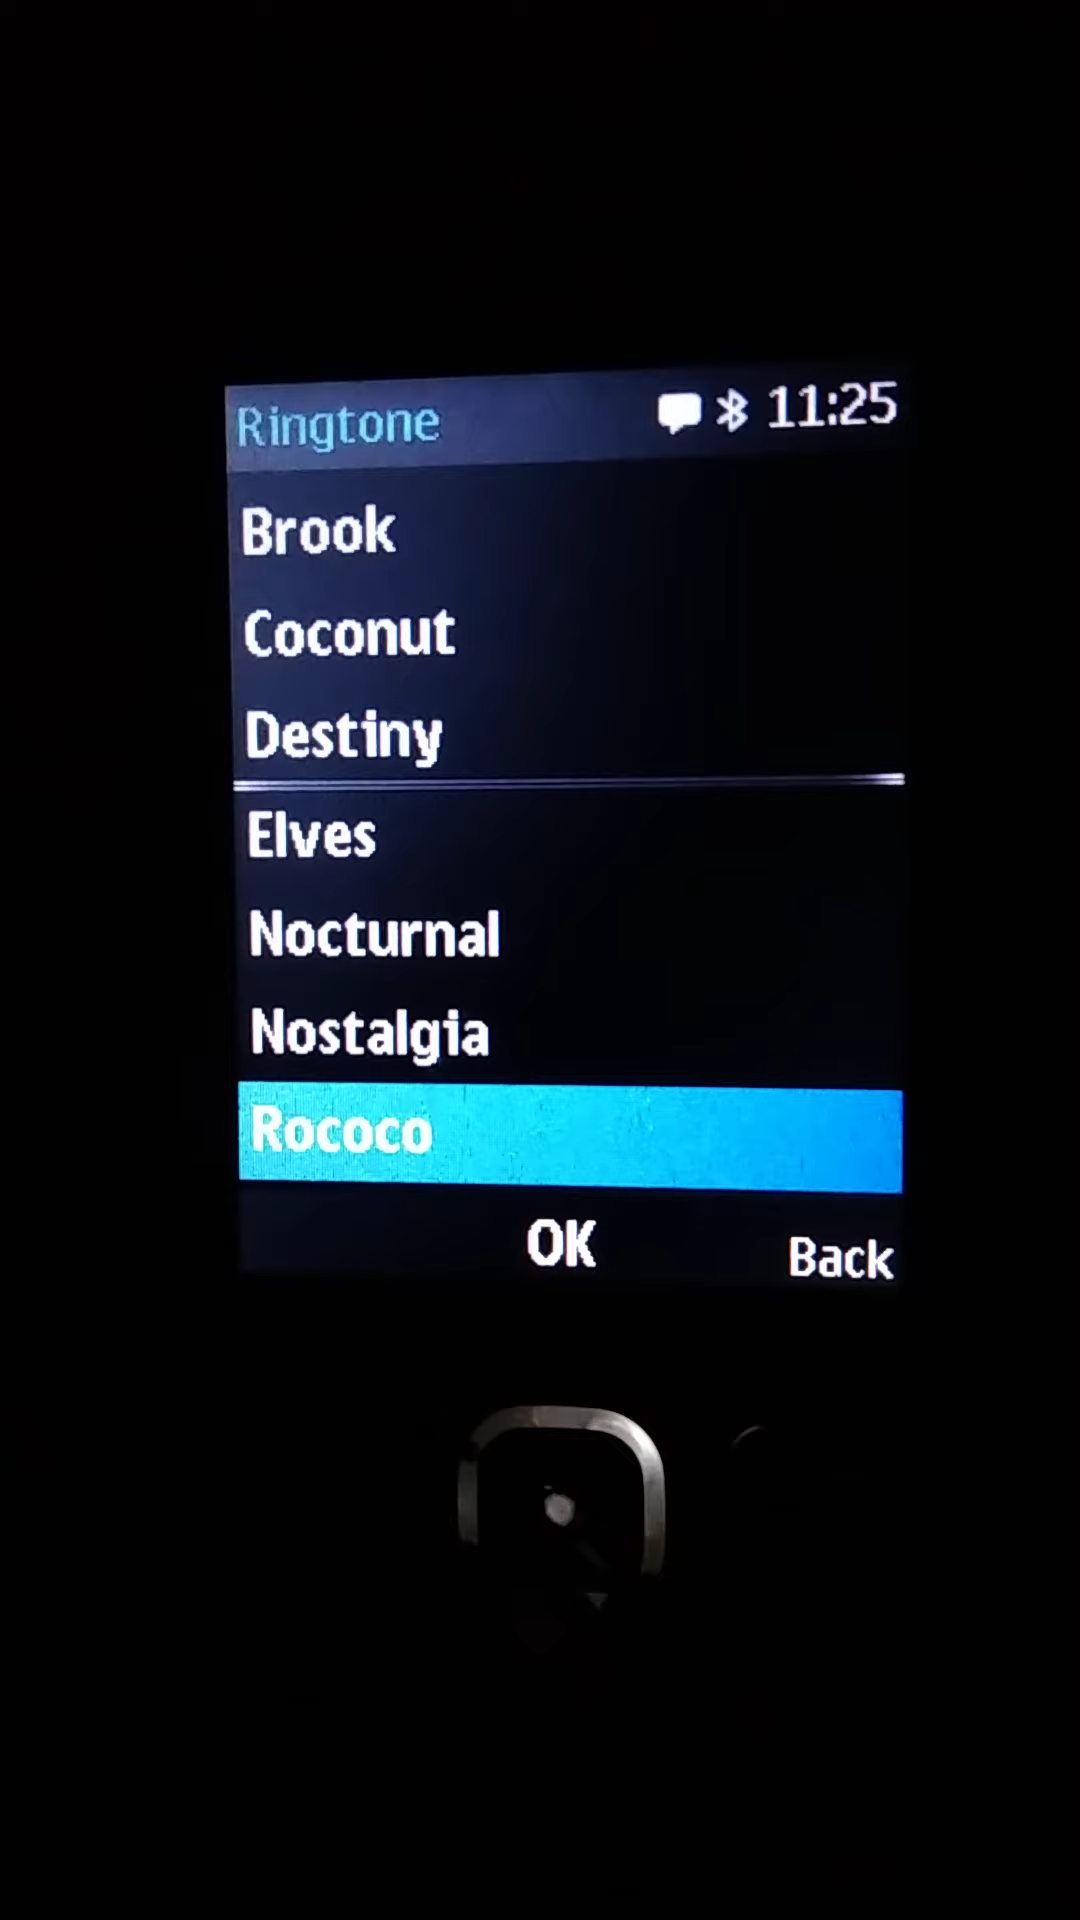 Ringtone 11:25
Brook
Coconut
Destiny
Elves
Nocturnal
Nostalgia
Rococo
OK Back